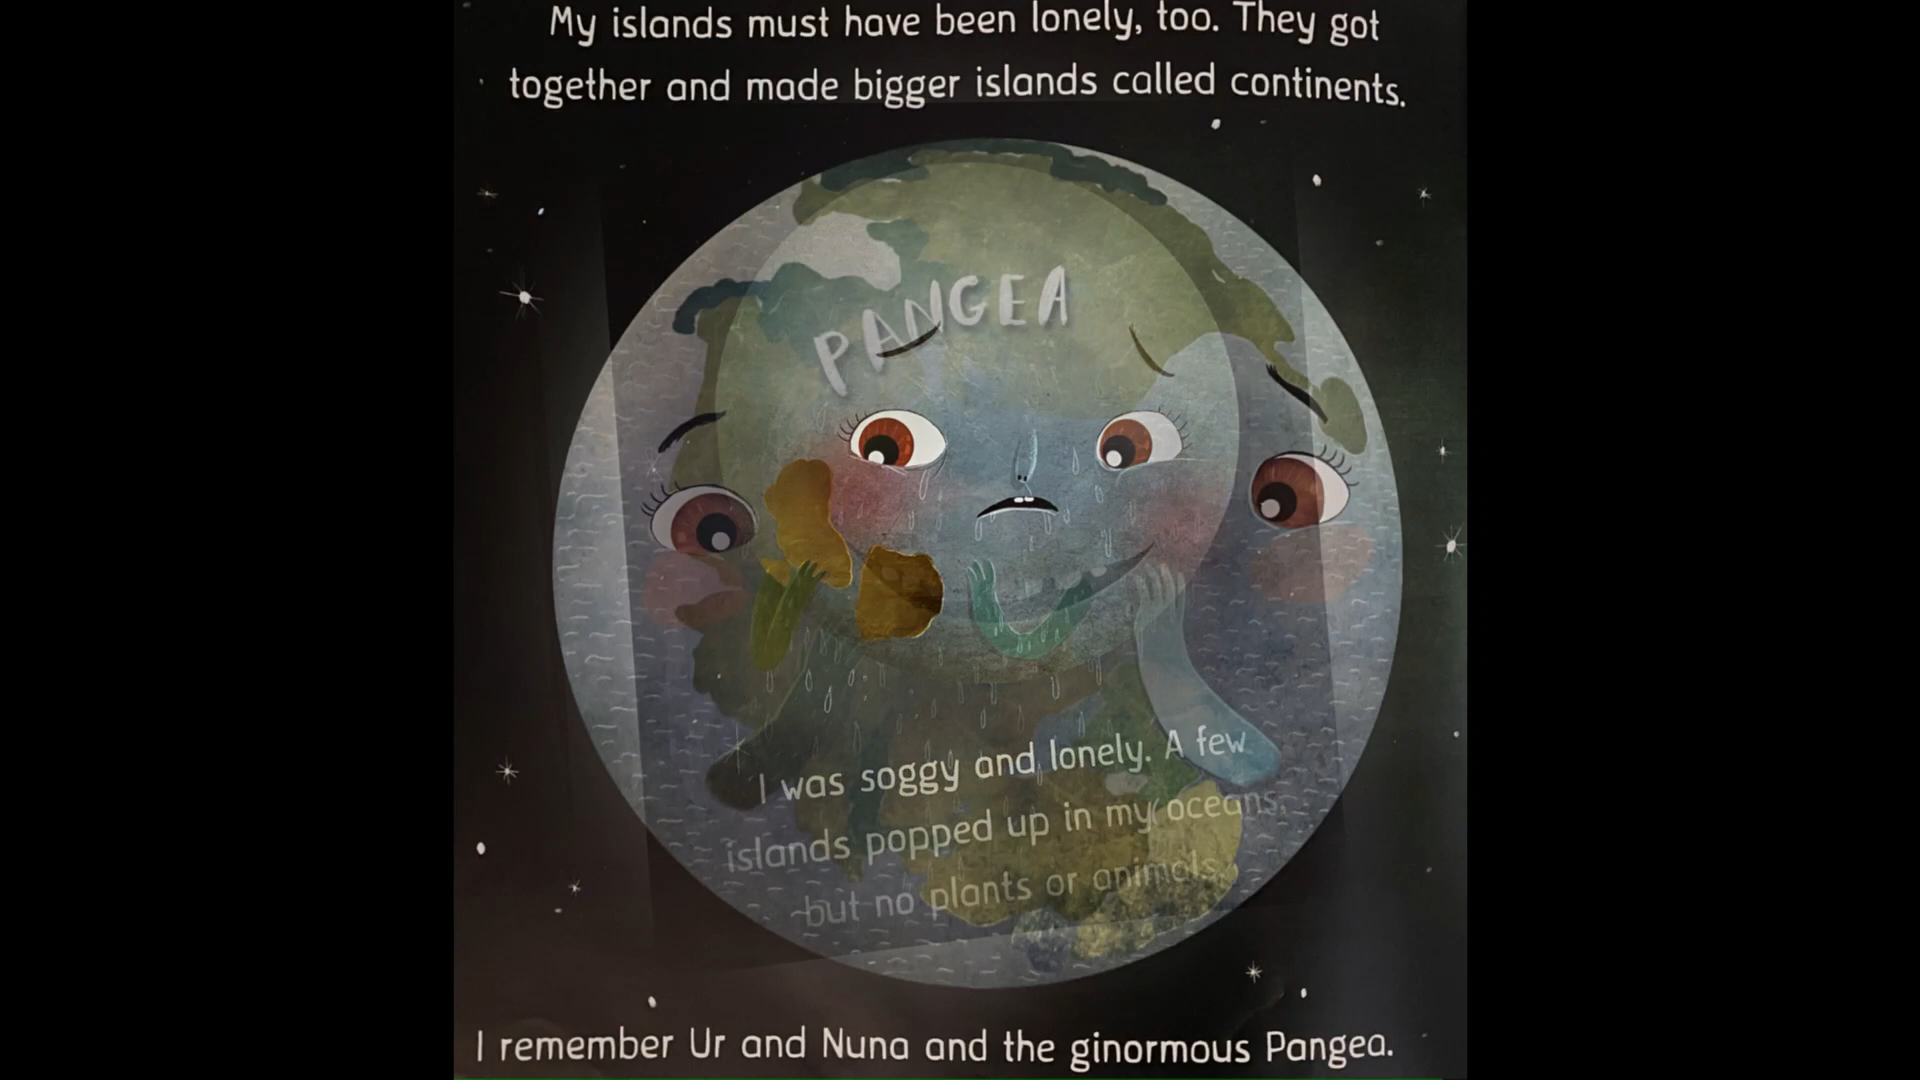 My islands must have been lonely, too. They got
together and made bigger islands called continents.
PANGEA
I was soggy and lonely. A few
islands popped up in my oceans,
but no plants or animals.
I remember Ur and Nuna and the ginormous Pangea.